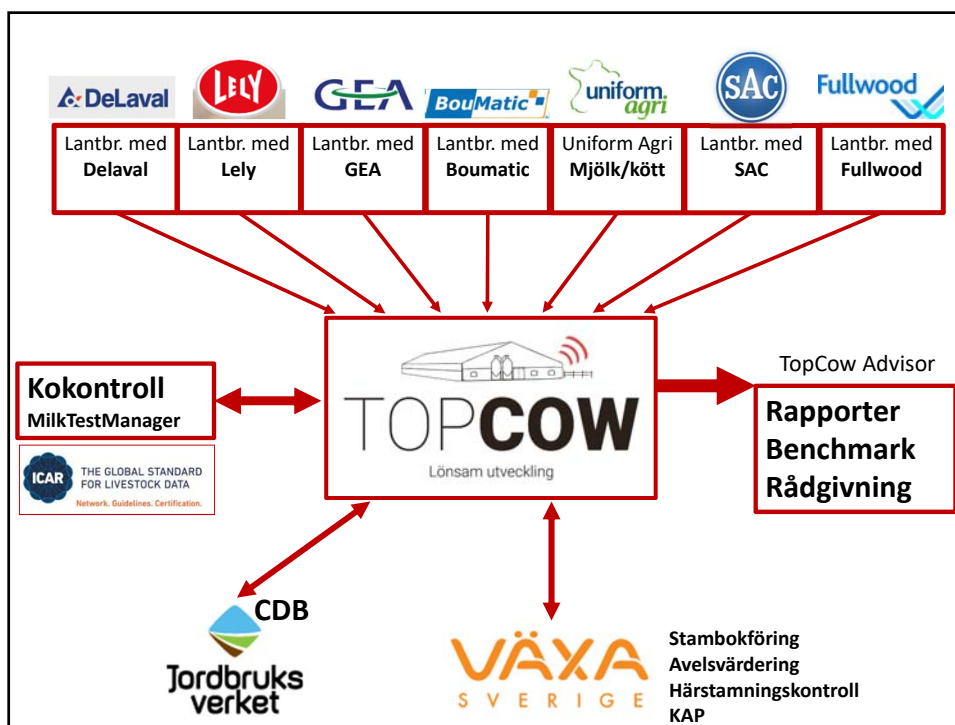 DeLaval
LELY
GEA
BouMatic
uniform.
agri
SAC
Fullwood
Lantbr. med
Delaval
Lantbr. med
Lely
Lantbr. med
GEA
Lantbr. med
Boumatic
Uniform Agri
Mjölk/kött
Lantbr. med
SAC
Lantbr. med
Fullwood
TOPCOW
Lönsam utveckling
Kokontroll
MilkTestManager
ICAR
THE GLOBAL STANDARD
FOR LIVESTOCK DATA
Network. Guidelines. Certification.
TopCow Advisor
Rapporter
Benchmark
Rådgivning
CDB
Jordbruks
verket
VÄXA
SVERIGE
Stambokföring
Avelsvärdering
Härstamningskontroll
KAP